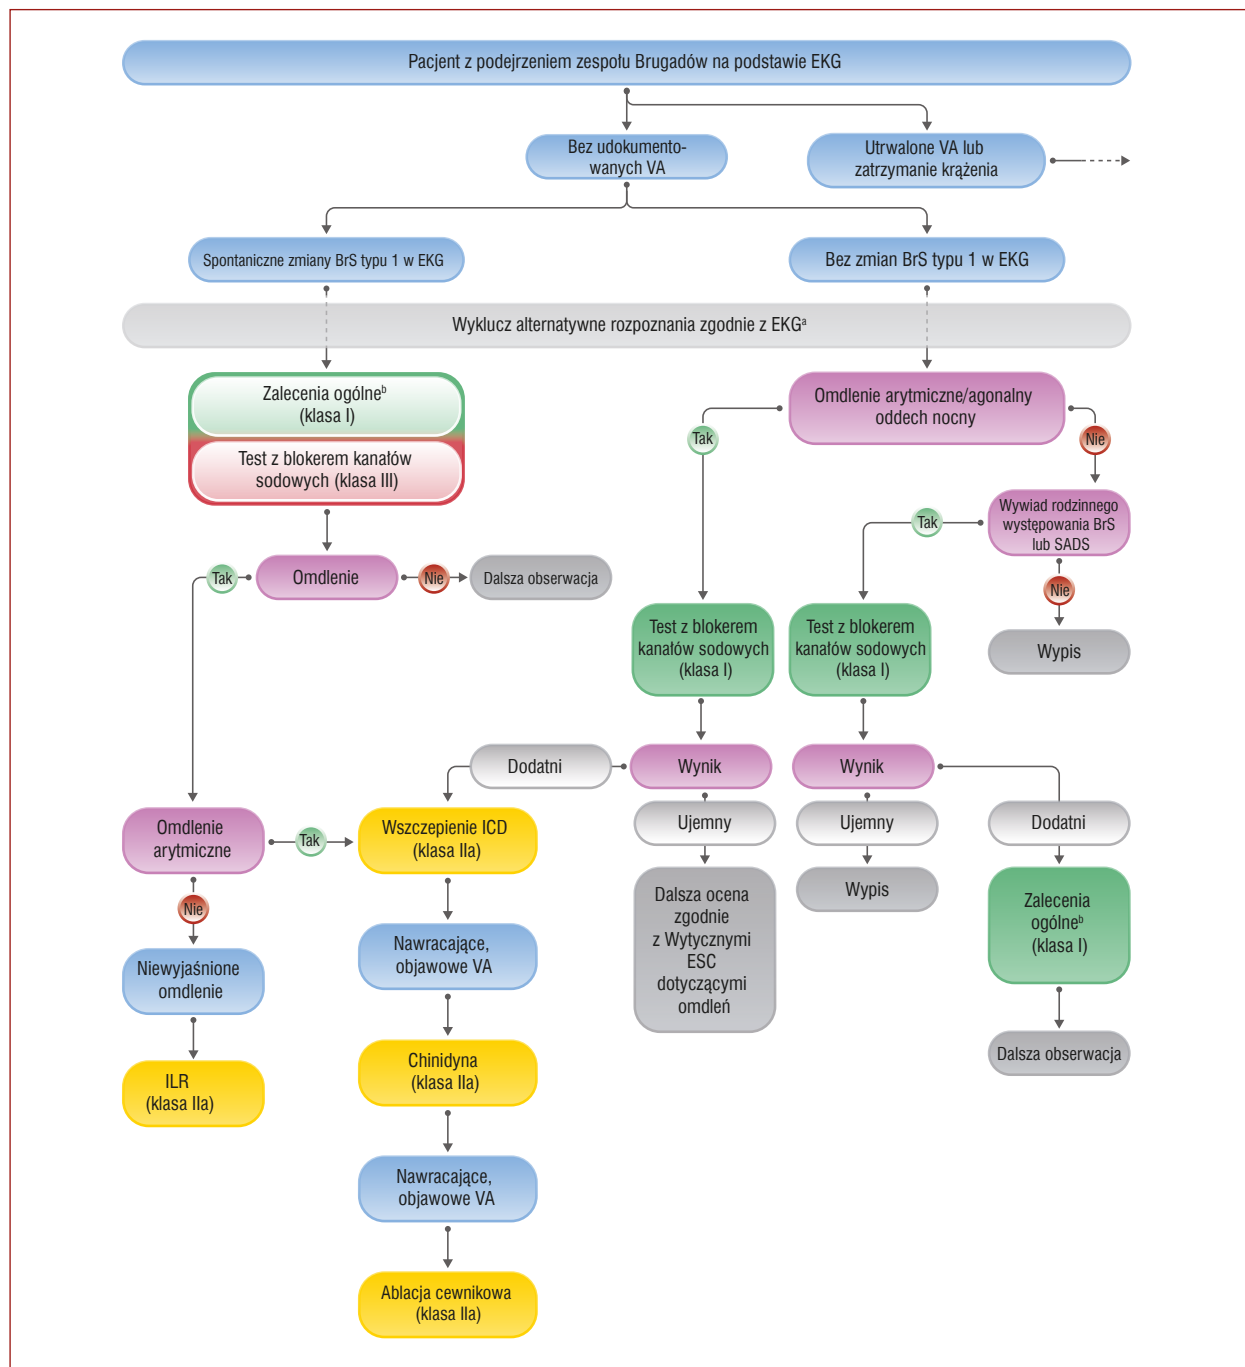 Pacjent z podejrzeniem zespołu Brugadów na podstawie EKG
Bez udokumento-
wanych VA
Utrwalone VA lub
zatrzymanie krążenia
Spontaniczne zmiany BrS typu 1 w EKG
Bez zmian BrS typu 1 w EKG
Wyklucz alternatywne rozpoznania zgodnie z EKGᵃ
Zalecenia ogólneᵇ
(klasa I)
Test z blokerem kanałów
sodowych (klasa III)
Omdlenie arytmiczne/agonalny
oddech nocny
Tak
Nie
Wywiad rodzinnego
występowania BrS
lub SADS
Tak
Nie
Wypis
Omdlenie
Tak
Nie
Dalsza obserwacja
Test z blokerem
kanałów sodowych
(klasa I)
Test z blokerem
kanałów sodowych
(klasa I)
Dodatni
Wynik
Wynik
Ujemny
Ujemny
Dodatni
Omdlenie
arytmiczne
Tak
Wszczepienie ICD
(klasa IIa)
Dalsza ocena
zgodnie
z Wytycznymi
ESC
dotyczącymi
omdleń
Wypis
Zalecenia
ogólneᵇ
(klasa I)
Nie
Niewyjaśnione
omdlenie
Nawracające,
objawowe VA
Dalsza obserwacja
ILR
(klasa IIa)
Chinidyna
(klasa IIa)
Nawracające,
objawowe VA
Ablacja cewnikowa
(klasa IIa)